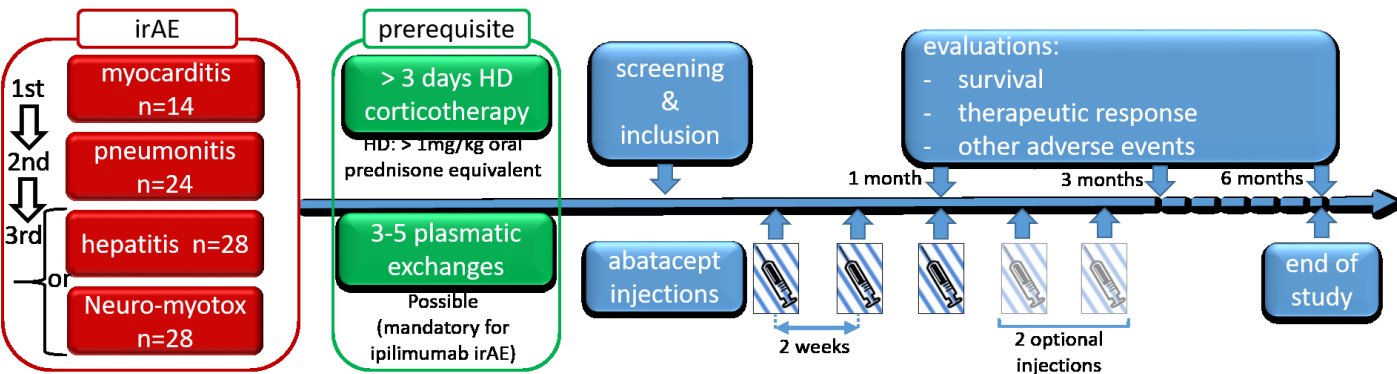 irAE
1st
2nd
3rd
or
myocarditis
n=14
pneumonitis
n=24
hepatitis n=28
Neuro-myotox
n=28
prerequisite
> 3 days HD
corticotherapy
HD: > 1mg/kg oral
prednisone equivalent
3-5 plasmatic
exchanges
Possible
(mandatory for
ipilimumab irAE)
screening
&
inclusion
evaluations:
- survival
- therapeutic response
- other adverse events
1 month
3 months
6 months
abatacept
injections
2 weeks
2 optional
injections
end of
study